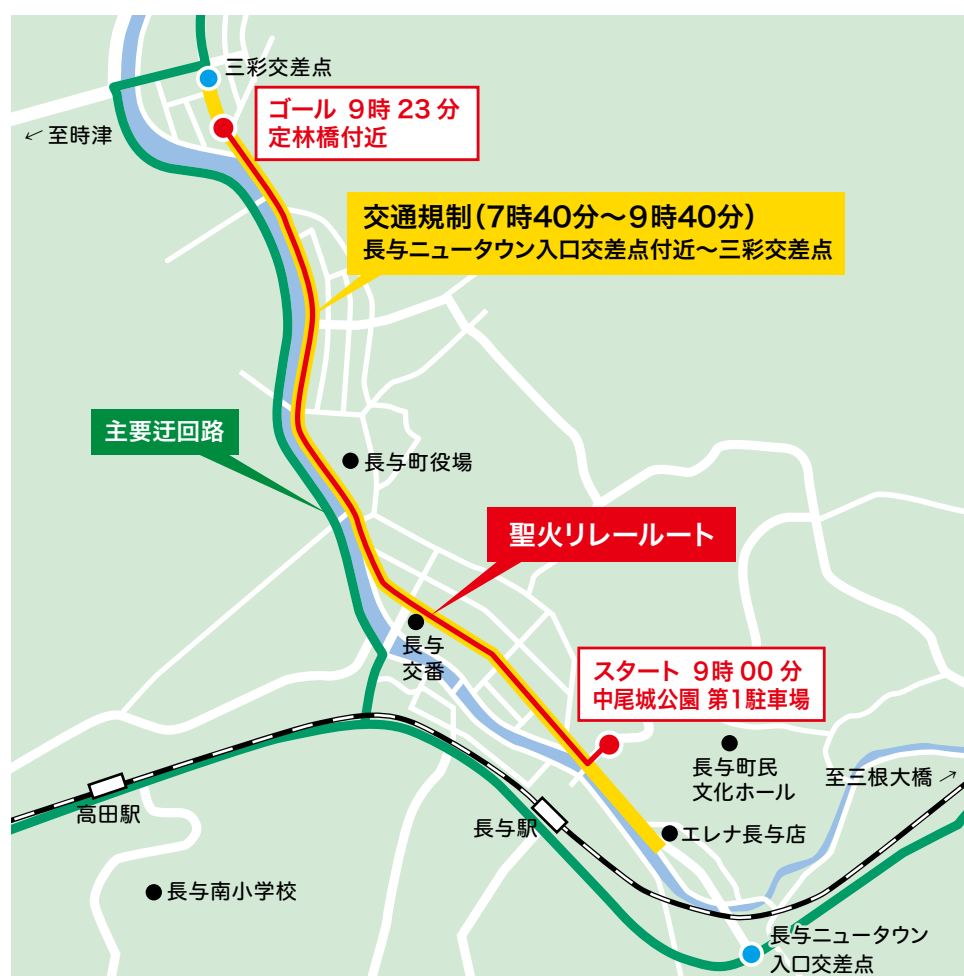 三彩交差点
ゴール 9時23分
定林橋付近
← 至時津
交通規制(7時40分～9時40分)
長与ニュータウン入口交差点付近～三彩交差点
主要迂回路
長与町役場
聖火リレールート
長与
交番
スタート 9時00分
中尾城公園 第1駐車場
長与町民
文化ホール
至三根大橋 ↗
高田駅
長与駅
エレナ長与店
長与南小学校
長与ニュータウン
入口交差点